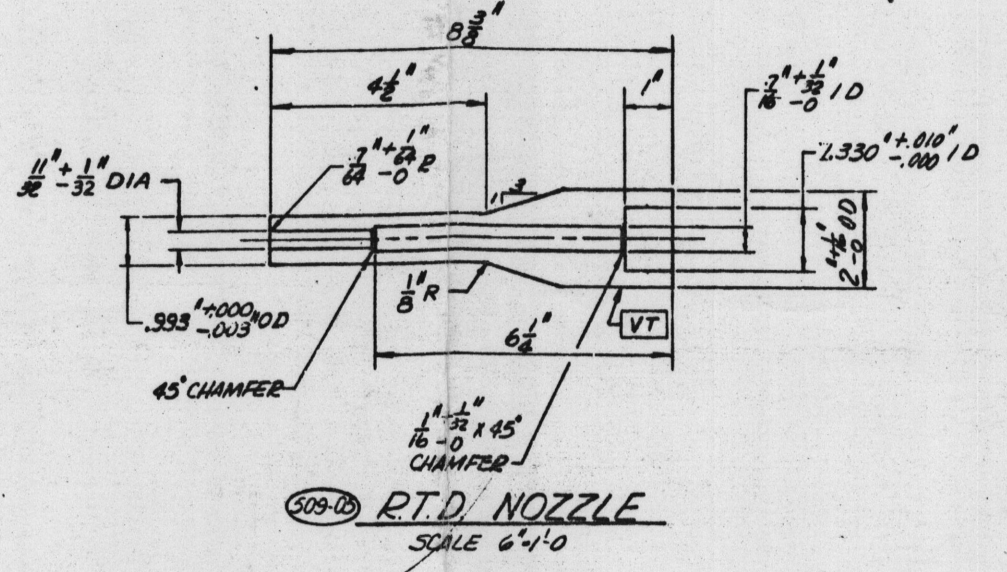 8 3/8"
4 1/2"
1"
7/16" +1/32" -0 ID
7/64" +1/64" -0 R
11/32" +1/32" -1/32" DIA
1.330" +.010" -.000 ID
1 3
2" +1/16" -0 OD
1/8" R
.993" +.000" -.003 OD
VT
6 1/4"
45° CHAMFER
1/16" +1/32" -0 x 45°
CHAMFER
509-05 R.T.D. NOZZLE
SCALE 6"-1'-0